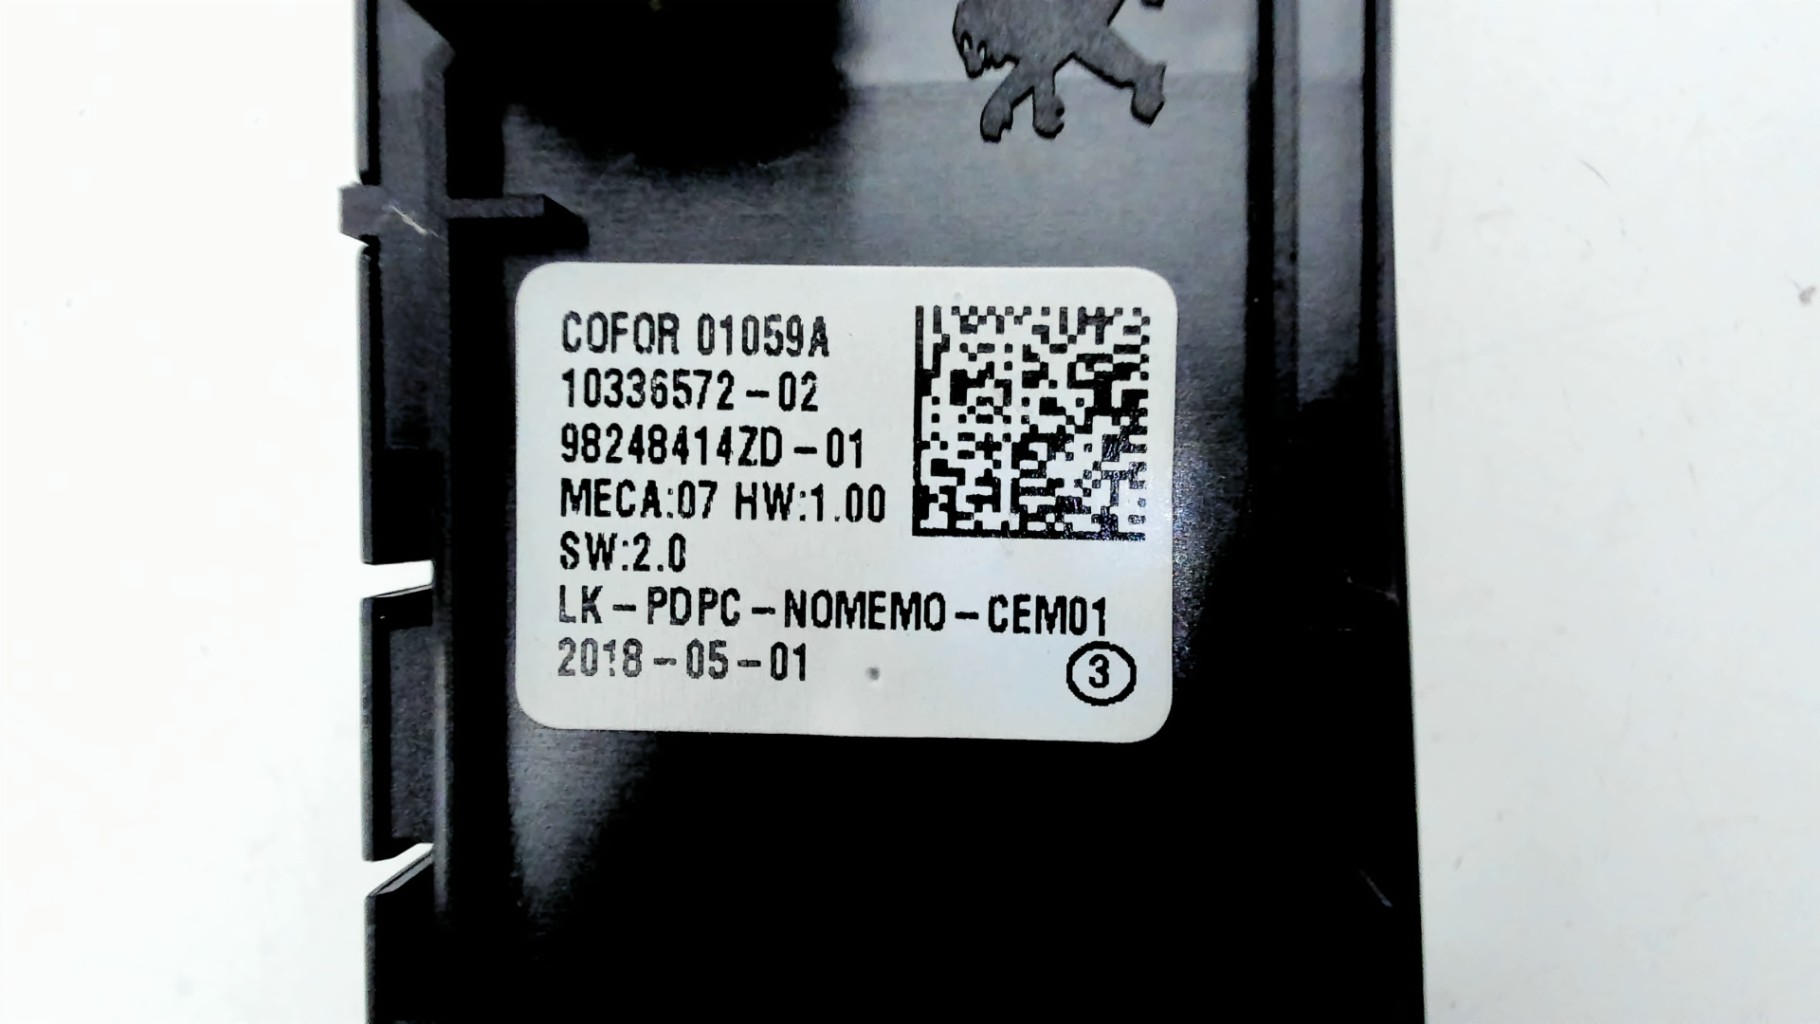 COFOR 01059A
10336572-02
98248414ZD-01
MECA:07 HW:1.00
SW:2.0
LK-PDPC-NOMEMO-CEM01
2018-05-01
3